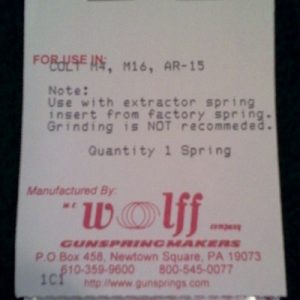 FOR USE IN:
COLT M4, M16, AR-15
Note:
Use with extractor spring
insert from factory spring.
Grinding is NOT recommeded.
Quantity 1 Spring
Manufactured By:
W.C.
wolff
company
GUNSPRINGMAKERS
P.O.Box 458, Newtown Square, PA 19073
610-359-9600 800-545-0077
1C1 http://www.gunsprings.com